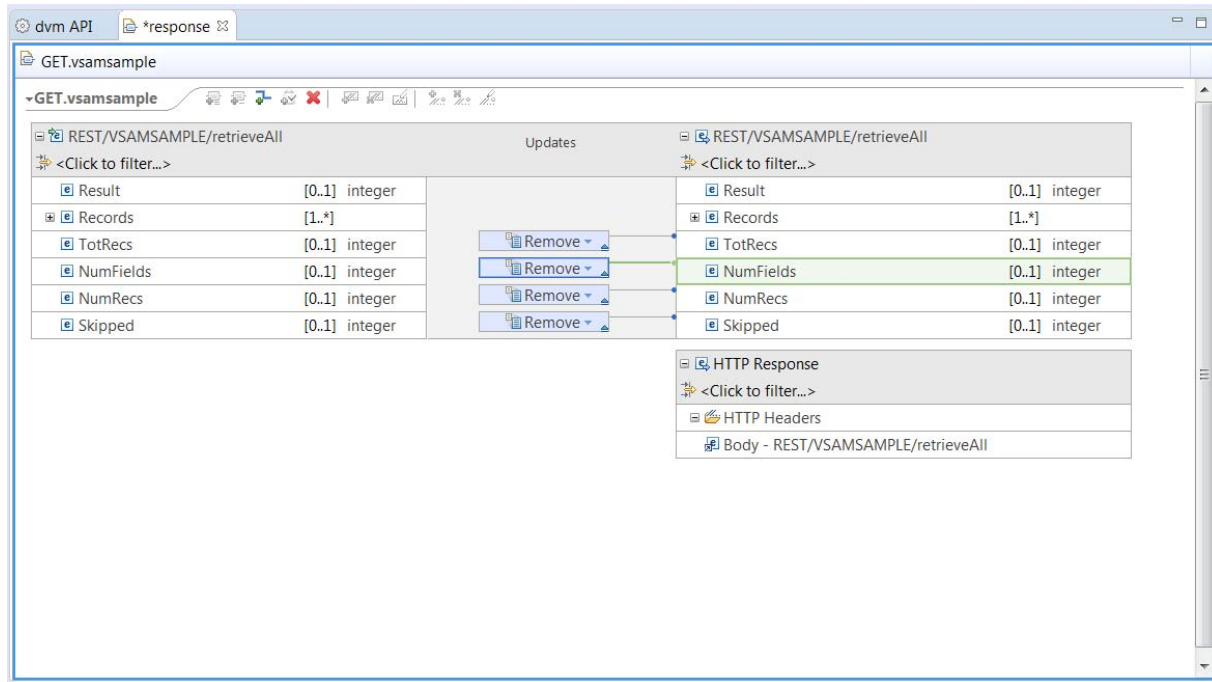 dvm API *response
GET.vsamsample
GET.vsamsample
REST/VSAMSAMPLE/retrieveAll Updates REST/VSAMSAMPLE/retrieveAll
<Click to filter...> <Click to filter...>
Result [0..1] integer Result [0..1] integer
Records [1..*] Records [1..*]
TotRecs [0..1] integer Remove TotRecs [0..1] integer
NumFields [0..1] integer Remove NumFields [0..1] integer
NumRecs [0..1] integer Remove NumRecs [0..1] integer
Skipped [0..1] integer Remove Skipped [0..1] integer
HTTP Response
<Click to filter...>
HTTP Headers
Body - REST/VSAMSAMPLE/retrieveAll